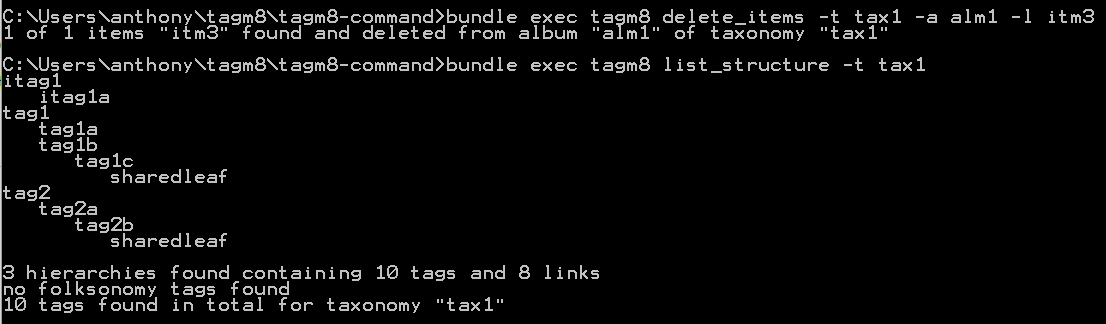 C:\Users\anthony\tagm8\tagm8-command>bundle exec tagm8 delete_items -t tax1 -a alm1 -l itm3
1 of 1 items "itm3" found and deleted from album "alm1" of taxonomy "tax1"
C:\Users\anthony\tagm8\tagm8-command>bundle exec tagm8 list_structure -t tax1
itag1
   itag1a
tag1
   tag1a
   tag1b
      tag1c
         sharedleaf
tag2
   tag2a
      tag2b
         sharedleaf
3 hierarchies found containing 10 tags and 8 links
no folksonomy tags found
10 tags found in total for taxonomy "tax1"